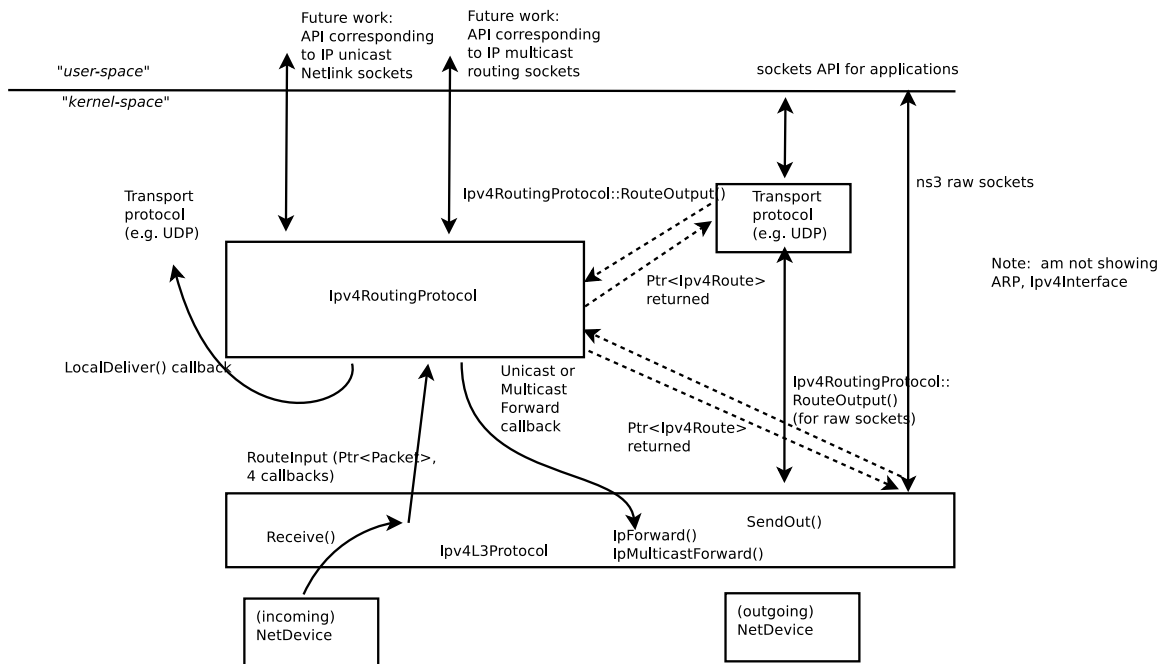 Future work:
API corresponding
to IP unicast
Netlink sockets
Future work:
API corresponding
to IP multicast
routing sockets
"user-space"
sockets API for applications
"kernel-space"
Transport
protocol
(e.g. UDP)
Ipv4RoutingProtocol::RouteOutput()
Transport
protocol
(e.g. UDP)
ns3 raw sockets
Ipv4RoutingProtocol
Ptr<Ipv4Route>
returned
Note:  am not showing
ARP, Ipv4Interface
LocalDeliver() callback
Unicast or
Multicast
Forward
callback
Ipv4RoutingProtocol::
RouteOutput()
(for raw sockets)
Ptr<Ipv4Route>
returned
RouteInput (Ptr<Packet>,
4 callbacks)
Receive()
Ipv4L3Protocol
IpForward()
IpMulticastForward()
SendOut()
(incoming)
NetDevice
(outgoing)
NetDevice